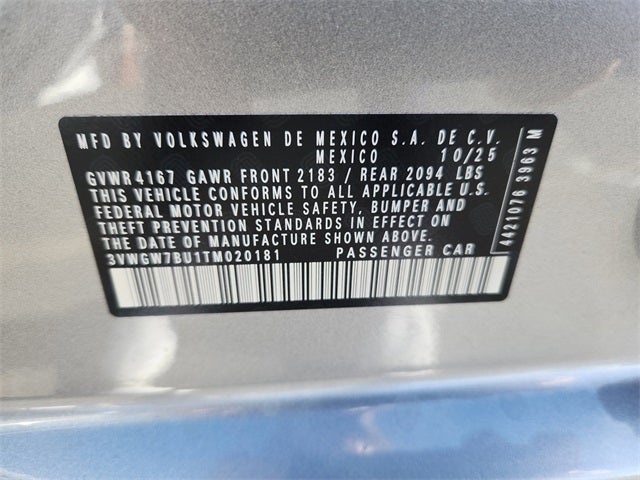 MFD BY VOLKSWAGEN DE MEXICO S.A. DE C.V.
MEXICO 10/25
GVWR 4167 GAWR FRONT 2183 / REAR 2094 LBS
THIS VEHICLE CONFORMS TO ALL APPLICABLE U.S.
FEDERAL MOTOR VEHICLE SAFETY, BUMPER AND
THEFT PREVENTION STANDARDS IN EFFECT ON
THE DATE OF MANUFACTURE SHOWN ABOVE.
3VWGW7BU1TM020181 PASSENGER CAR
4421076 3963 M